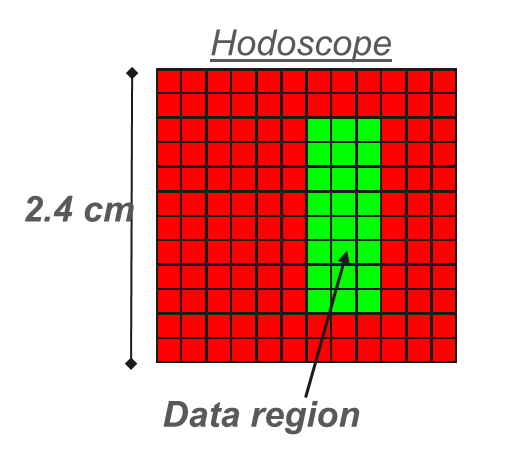 Hodoscope
2.4 cm
Data region